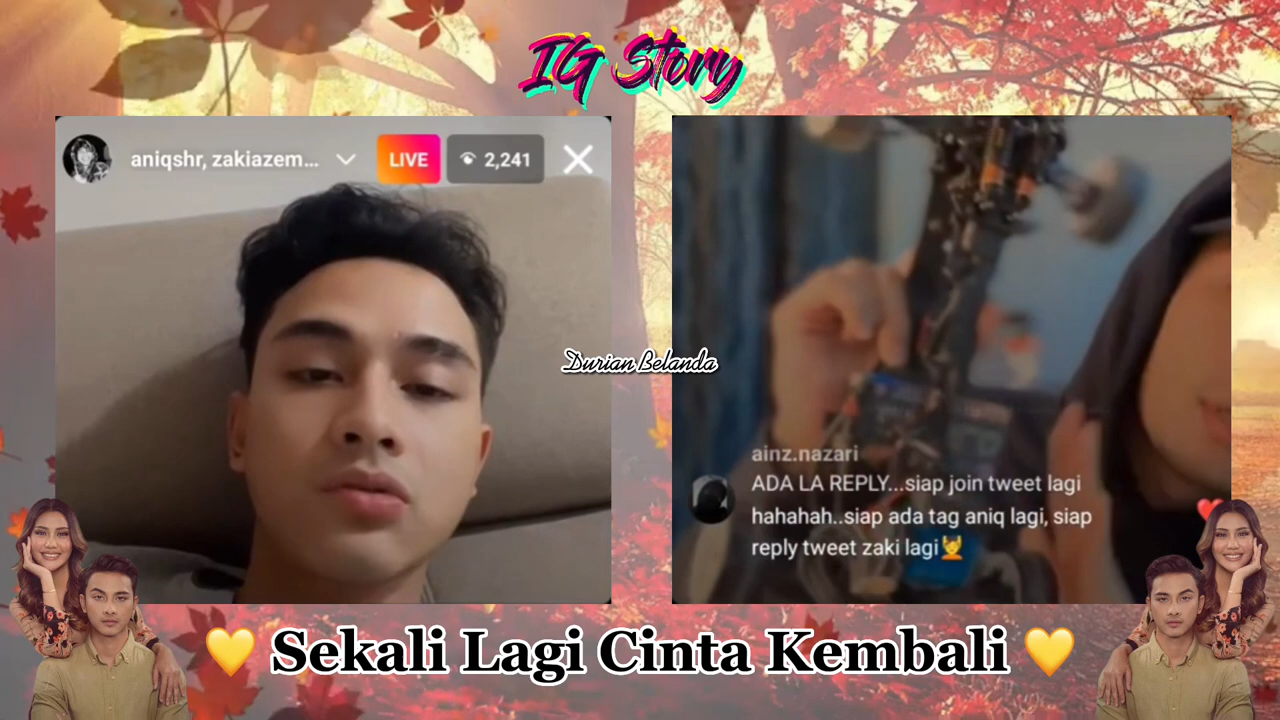 IG Story
aniqshr, zakiazem...
LIVE
2,241
Durian Belanda
ainz.nazari
ADA LA REPLY...siap join tweet lagi
hahahah..siap ada tag aniq lagi, siap
reply tweet zaki lagi💆
💛 Sekali Lagi Cinta Kembali 💛